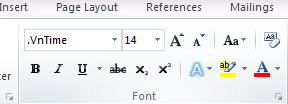 Insert Page Layout References Mailings
.VnTime 14 A A Aa
B I U abc x₂ x² A ab A
Font